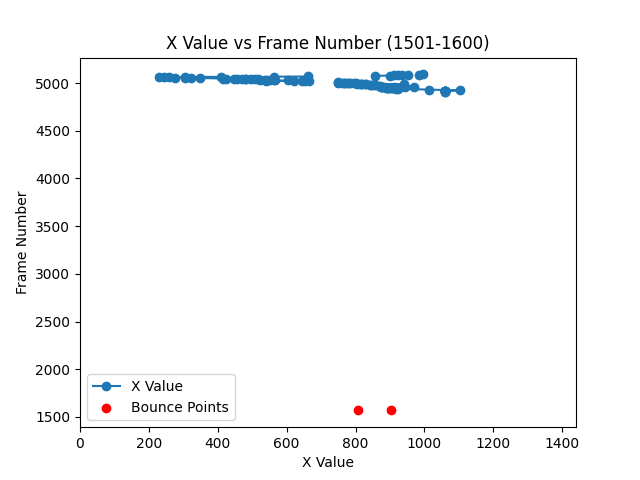 X Value vs Frame Number (1501-1600)
Frame Number
5000
4500
4000
3500
3000
2500
2000
1500
X Value
Bounce Points
0 200 400 600 800 1000 1200 1400
X Value